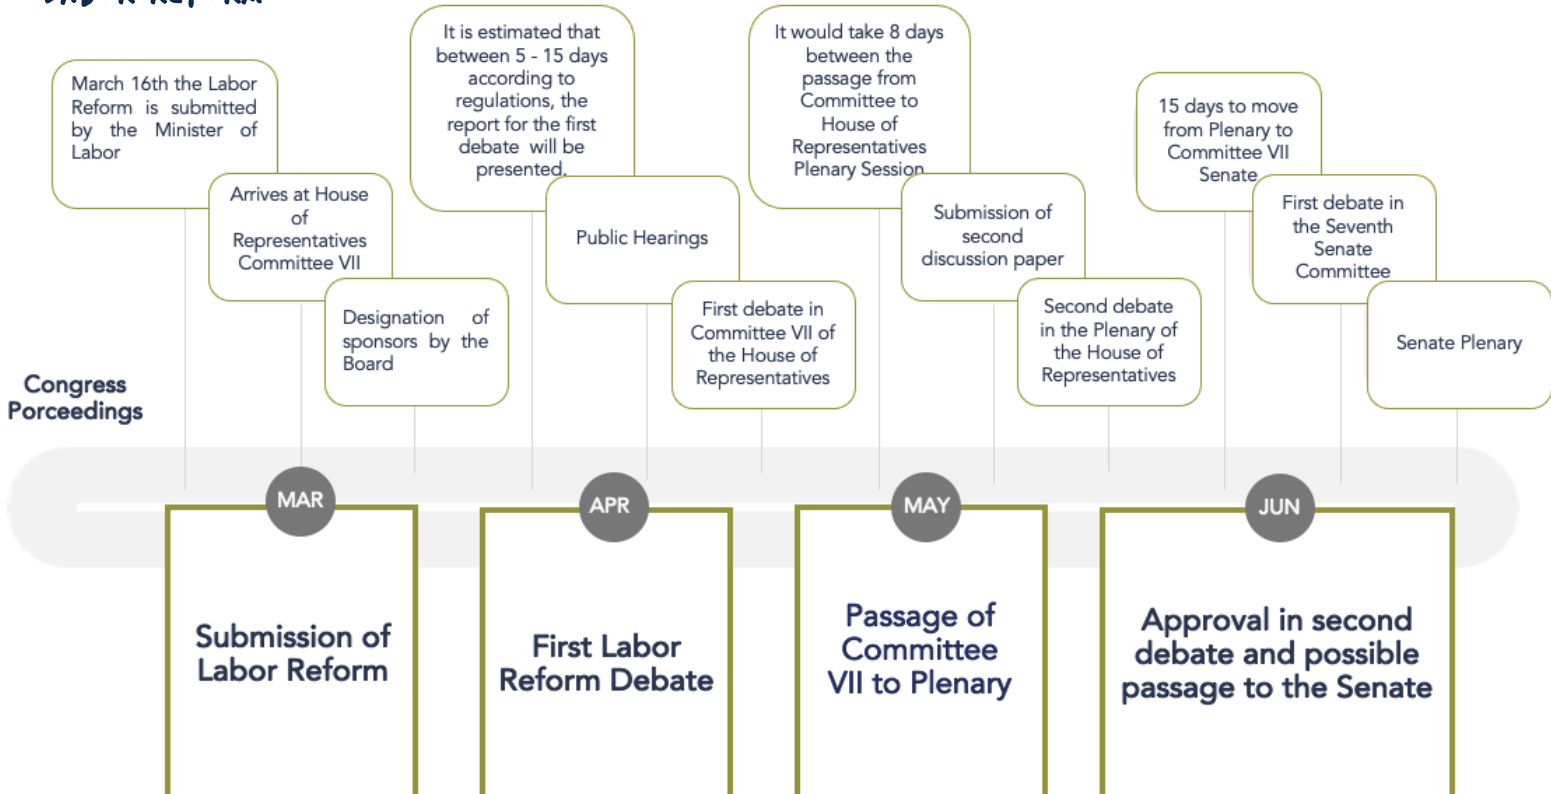 LABOR REFORM
March 16th the Labor
Reform is submitted
by the Minister of
Labor
Arrives at House
of
Representatives
Committee VII
Designation of
sponsors by the
Board
It is estimated that
between 5 - 15 days
according to
regulations, the
report for the first
debate will be
presented.
Public Hearings
First debate in
Committee VII of
the House of
Representatives
It would take 8 days
between the
passage from
Committee to
House of
Representatives
Plenary Session
Submission of
second
discussion paper
Second debate
in the Plenary of
the House of
Representatives
15 days to move
from Plenary to
Committee VII
Senate
First debate in
the Seventh
Senate
Committee
Senate Plenary
Congress
Porceedings
MAR
APR
MAY
JUN
Submission of
Labor Reform
First Labor
Reform Debate
Passage of
Committee
VII to Plenary
Approval in second
debate and possible
passage to the Senate